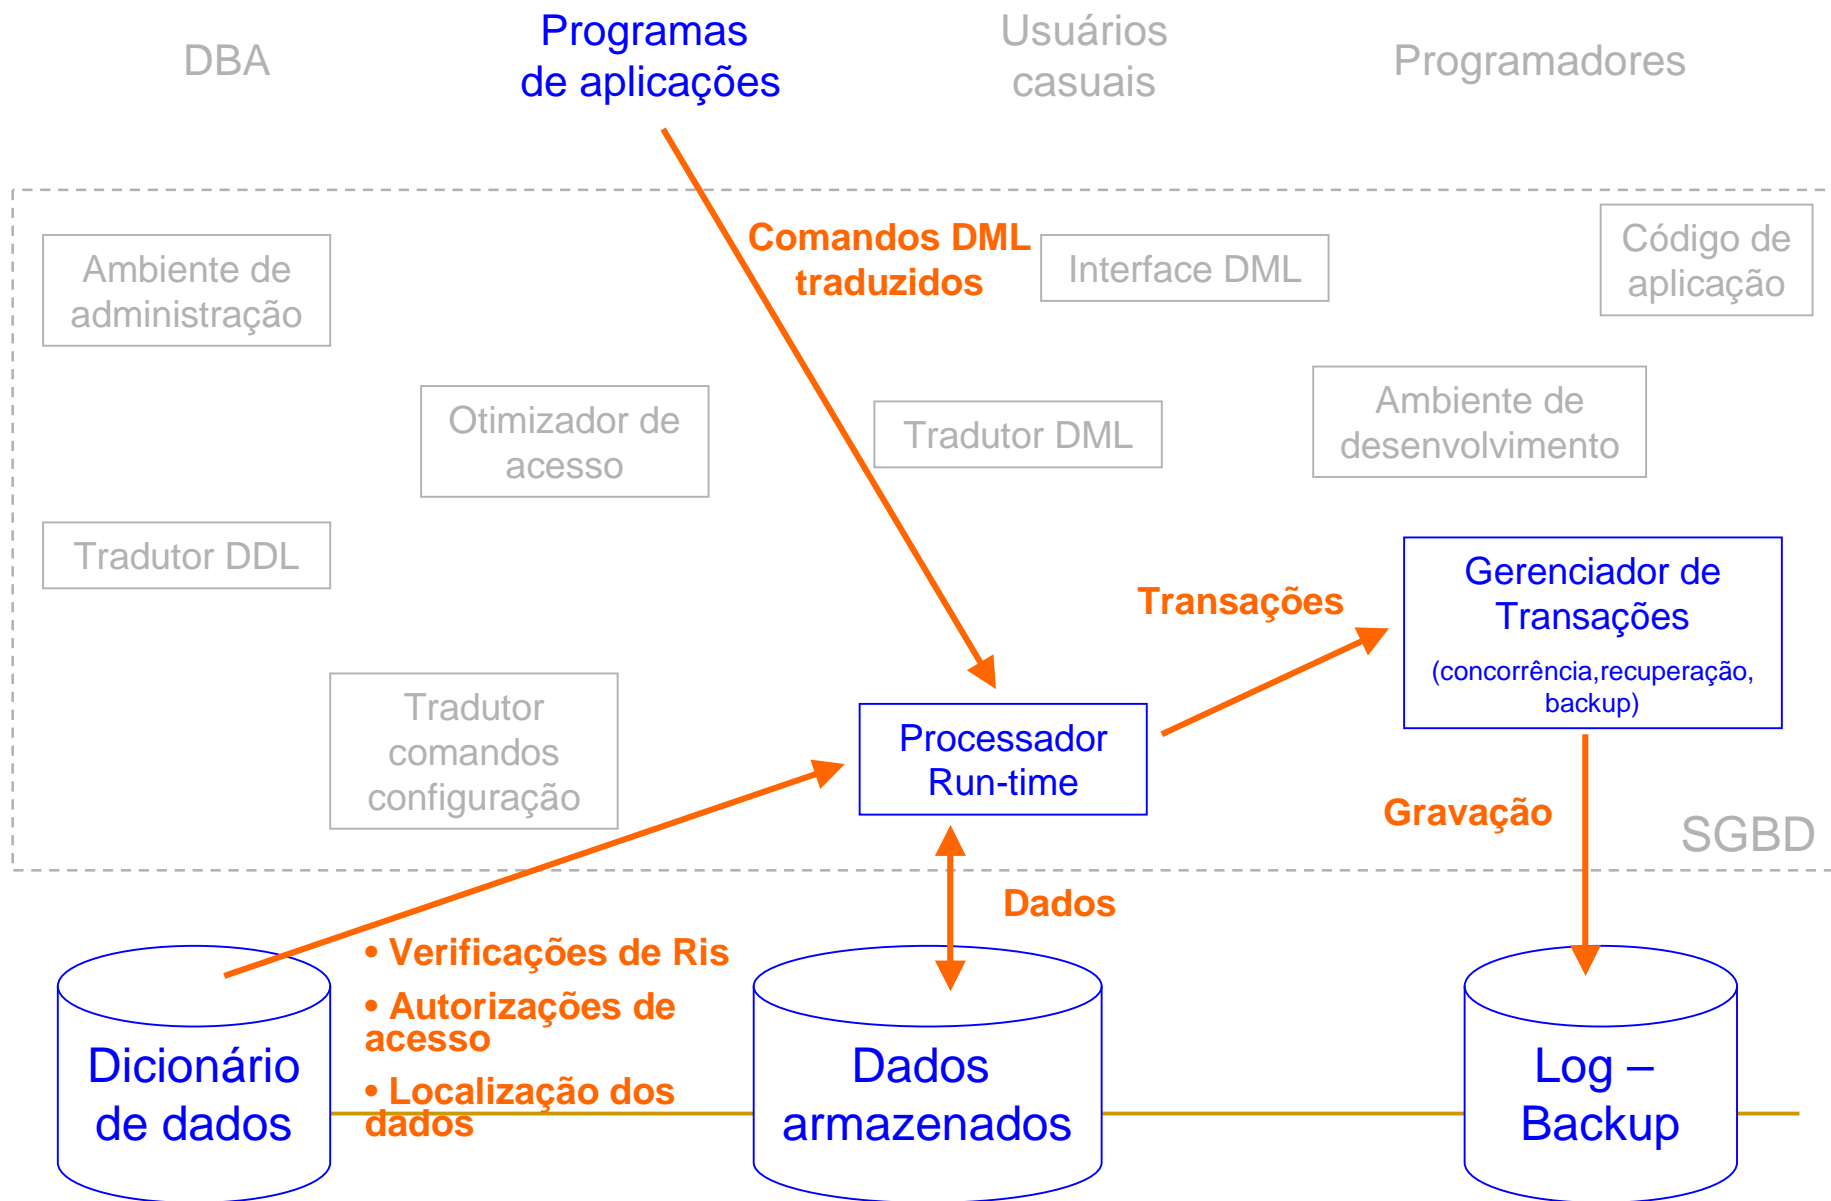 DBA
Programas
de aplicações
Usuários
casuais
Programadores
Comandos DML
traduzidos
Ambiente de
administração
Interface DML
Código de
aplicação
Otimizador de
acesso
Tradutor DML
Ambiente de
desenvolvimento
Tradutor DDL
Transações
Gerenciador de
Transações
(concorrência,recuperação,
backup)
Tradutor
comandos
configuração
Processador
Run-time
Gravação
SGBD
Dados
• Verificações de Ris
• Autorizações de
acesso
• Localização dos
dados
Dicionário
de dados
Dados
armazenados
Log –
Backup